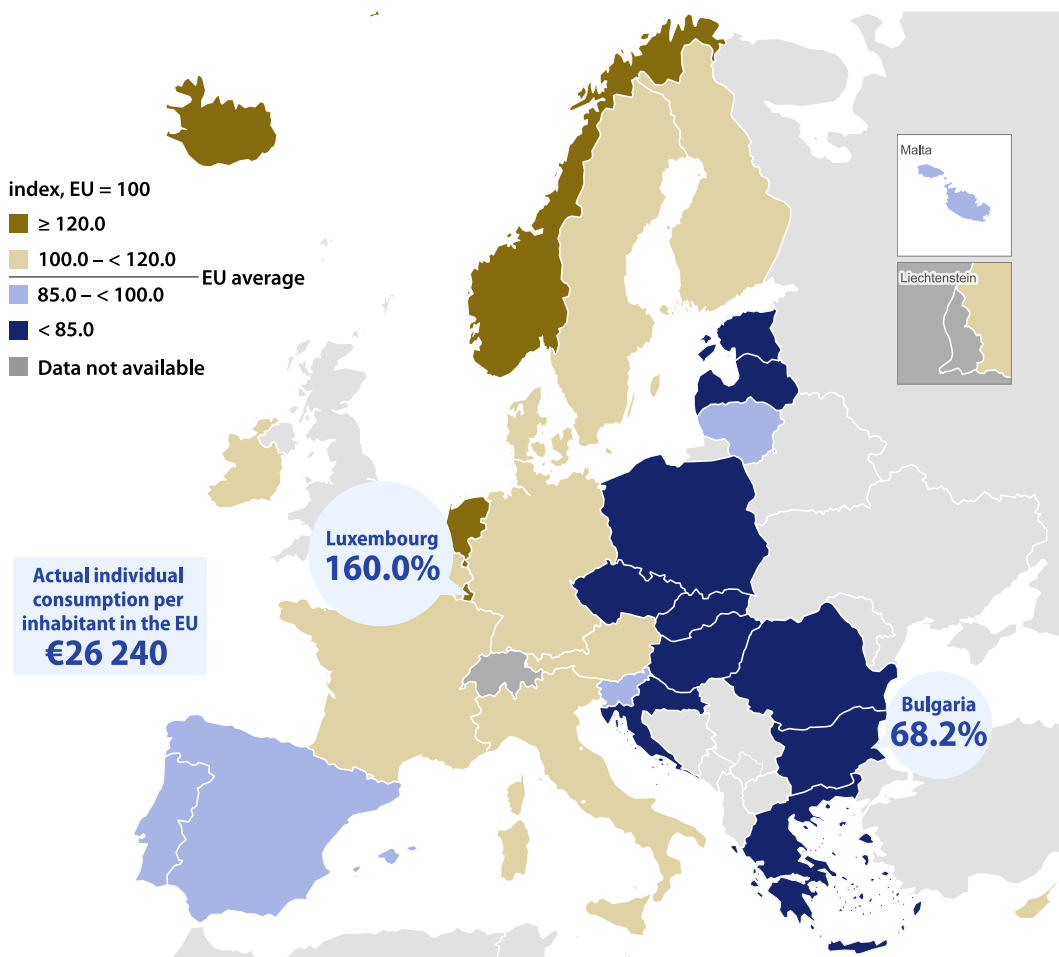 Malta
index, EU = 100
≥ 120.0
100.0 – < 120.0
EU average
85.0 – < 100.0
< 85.0
Data not available
Liechtenstein
Luxembourg
160.0%
Actual individual
consumption per
inhabitant in the EU
€26 240
Bulgaria
68.2%